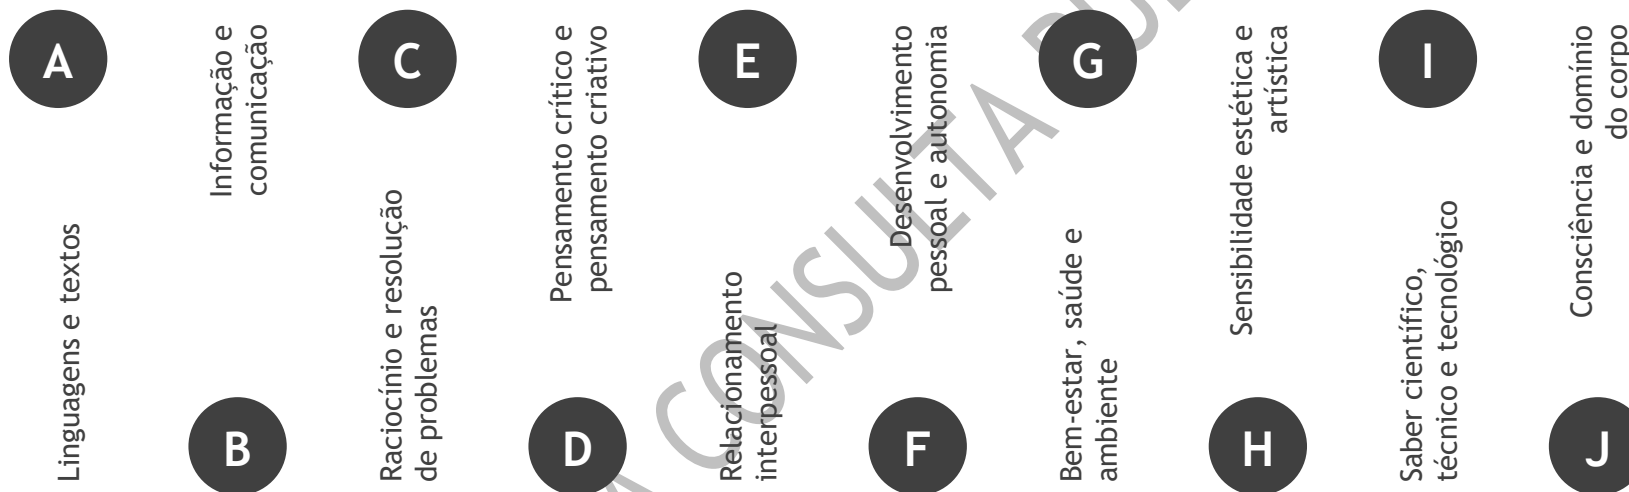 A
Linguagens e textos
Informação e
comunicação
B
C
Raciocínio e resolução
de problemas
Pensamento crítico e
pensamento criativo
D
E
Relacionamento
interpessoal
Desenvolvimento
pessoal e autonomia
F
G
Bem-estar, saúde e
ambiente
Sensibilidade estética e
artística
H
I
Saber científico,
técnico e tecnológico
Consciência e domínio
do corpo
J
CONSULTA